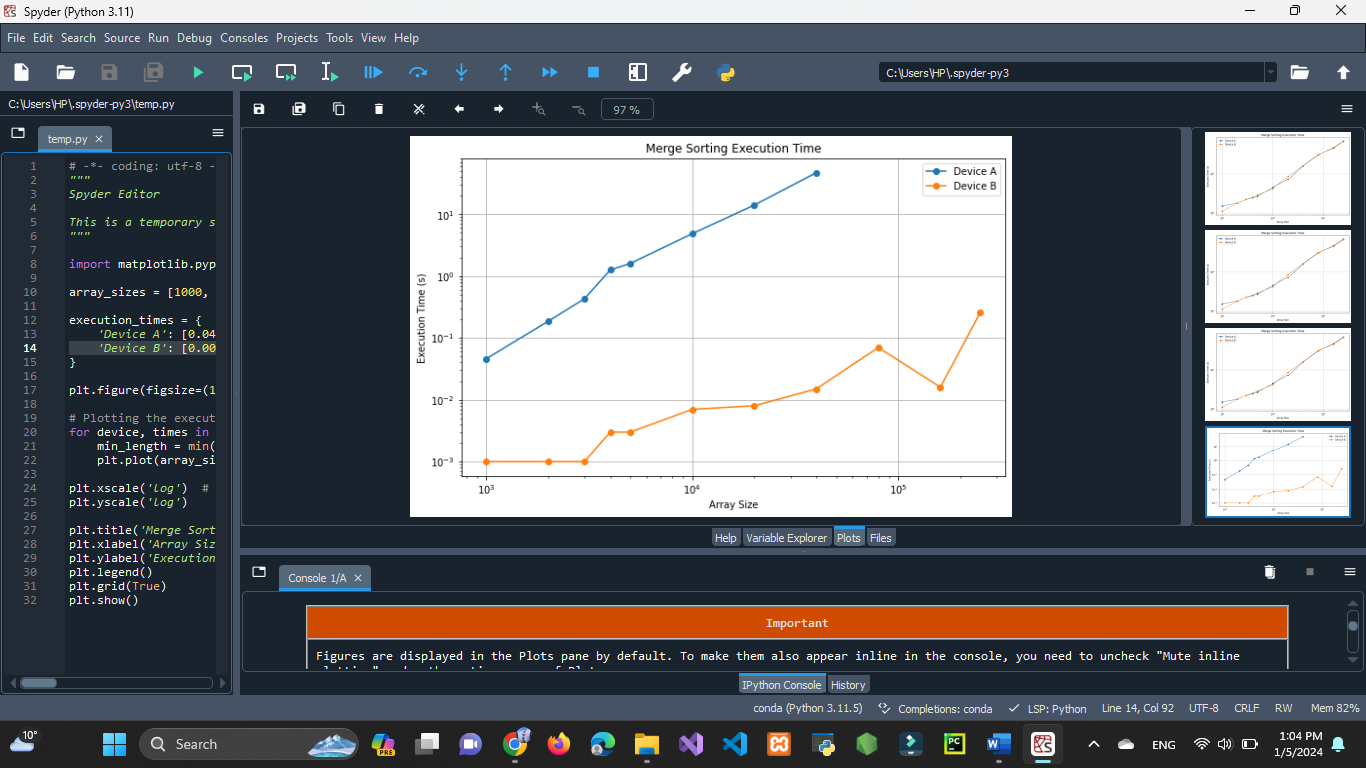 Spyder (Python 3.11)
File Edit Search Source Run Debug Consoles Projects Tools View Help
C:\Users\HP\.spyder-py3
C:\Users\HP\.spyder-py3\temp.py
temp.py
1 # -*- coding: utf-8 -
2 """
3 Spyder Editor
4
5 This is a temporary s
6 """
7
8 import matplotlib.pyp
9
10 array_sizes = [1000,
11
12 execution_times = {
13 'Device A': [0.04
14 'Device B': [0.00
15 }
16
17 plt.figure(figsize=(1
18
19 # Plotting the execut
20 for device, times in
21 min_length = min(
22 plt.plot(array_si
23
24 plt.xscale('log') #
25 plt.yscale('log')
26
27 plt.title('Merge Sort
28 plt.xlabel('Array Siz
29 plt.ylabel('Execution
30 plt.legend()
31 plt.grid(True)
32 plt.show()
97 %
Merge Sorting Execution Time
Device A
Device B
Execution Time (s)
10¹
10⁰
10⁻¹
10⁻²
10⁻³
10³ 10⁴ 10⁵
Array Size
Help Variable Explorer Plots Files
Console 1/A
Important
Figures are displayed in the Plots pane by default. To make them also appear inline in the console, you need to uncheck "Mute inline
IPython Console History
conda (Python 3.11.5) Completions: conda LSP: Python Line 14, Col 92 UTF-8 CRLF RW Mem 82%
10°
Search
PRE
PC
W
ENG
1:04 PM
1/5/2024